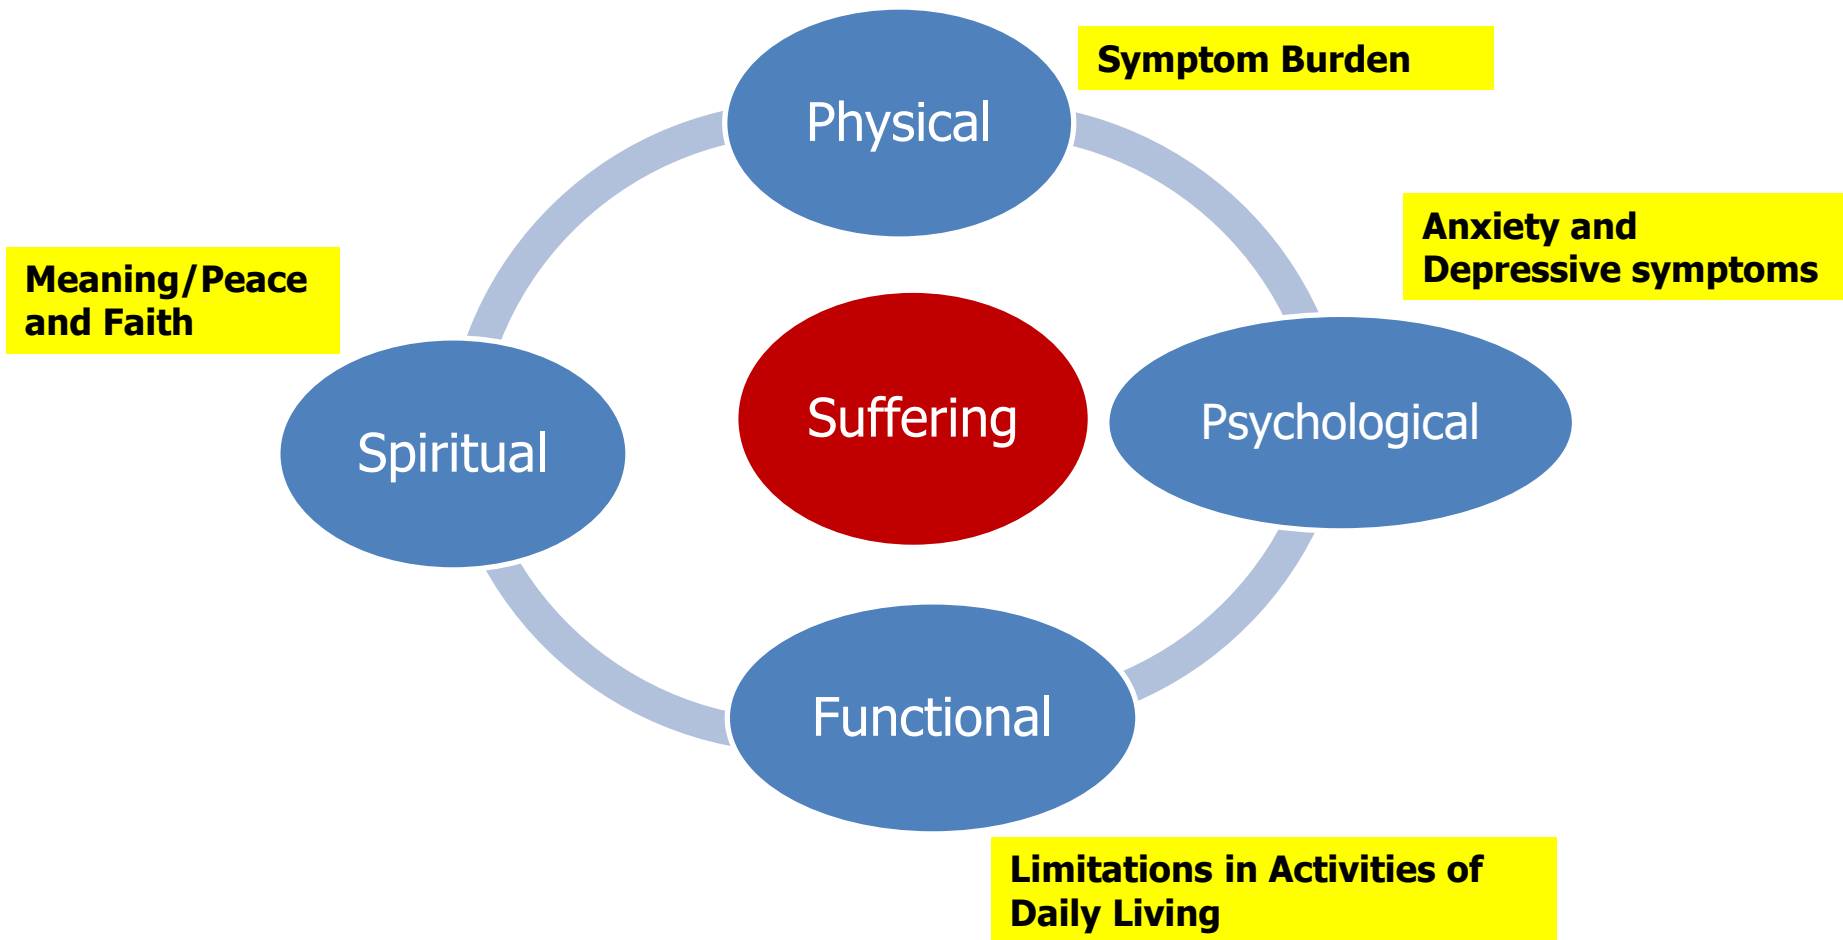 Physical
Symptom Burden
Anxiety and
Depressive symptoms
Meaning/Peace
and Faith
Suffering
Psychological
Spiritual
Functional
Limitations in Activities of
Daily Living